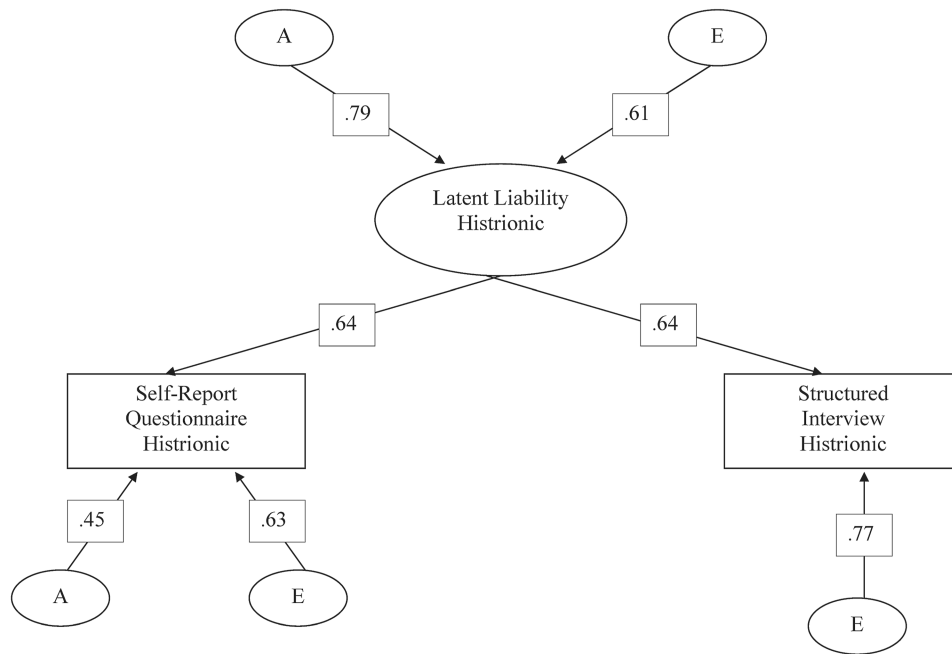 A
E
.79
.61
Latent Liability
Histrionic
.64
.64
Self-Report
Questionnaire
Histrionic
Structured
Interview
Histrionic
.45
.63
.77
A
E
E